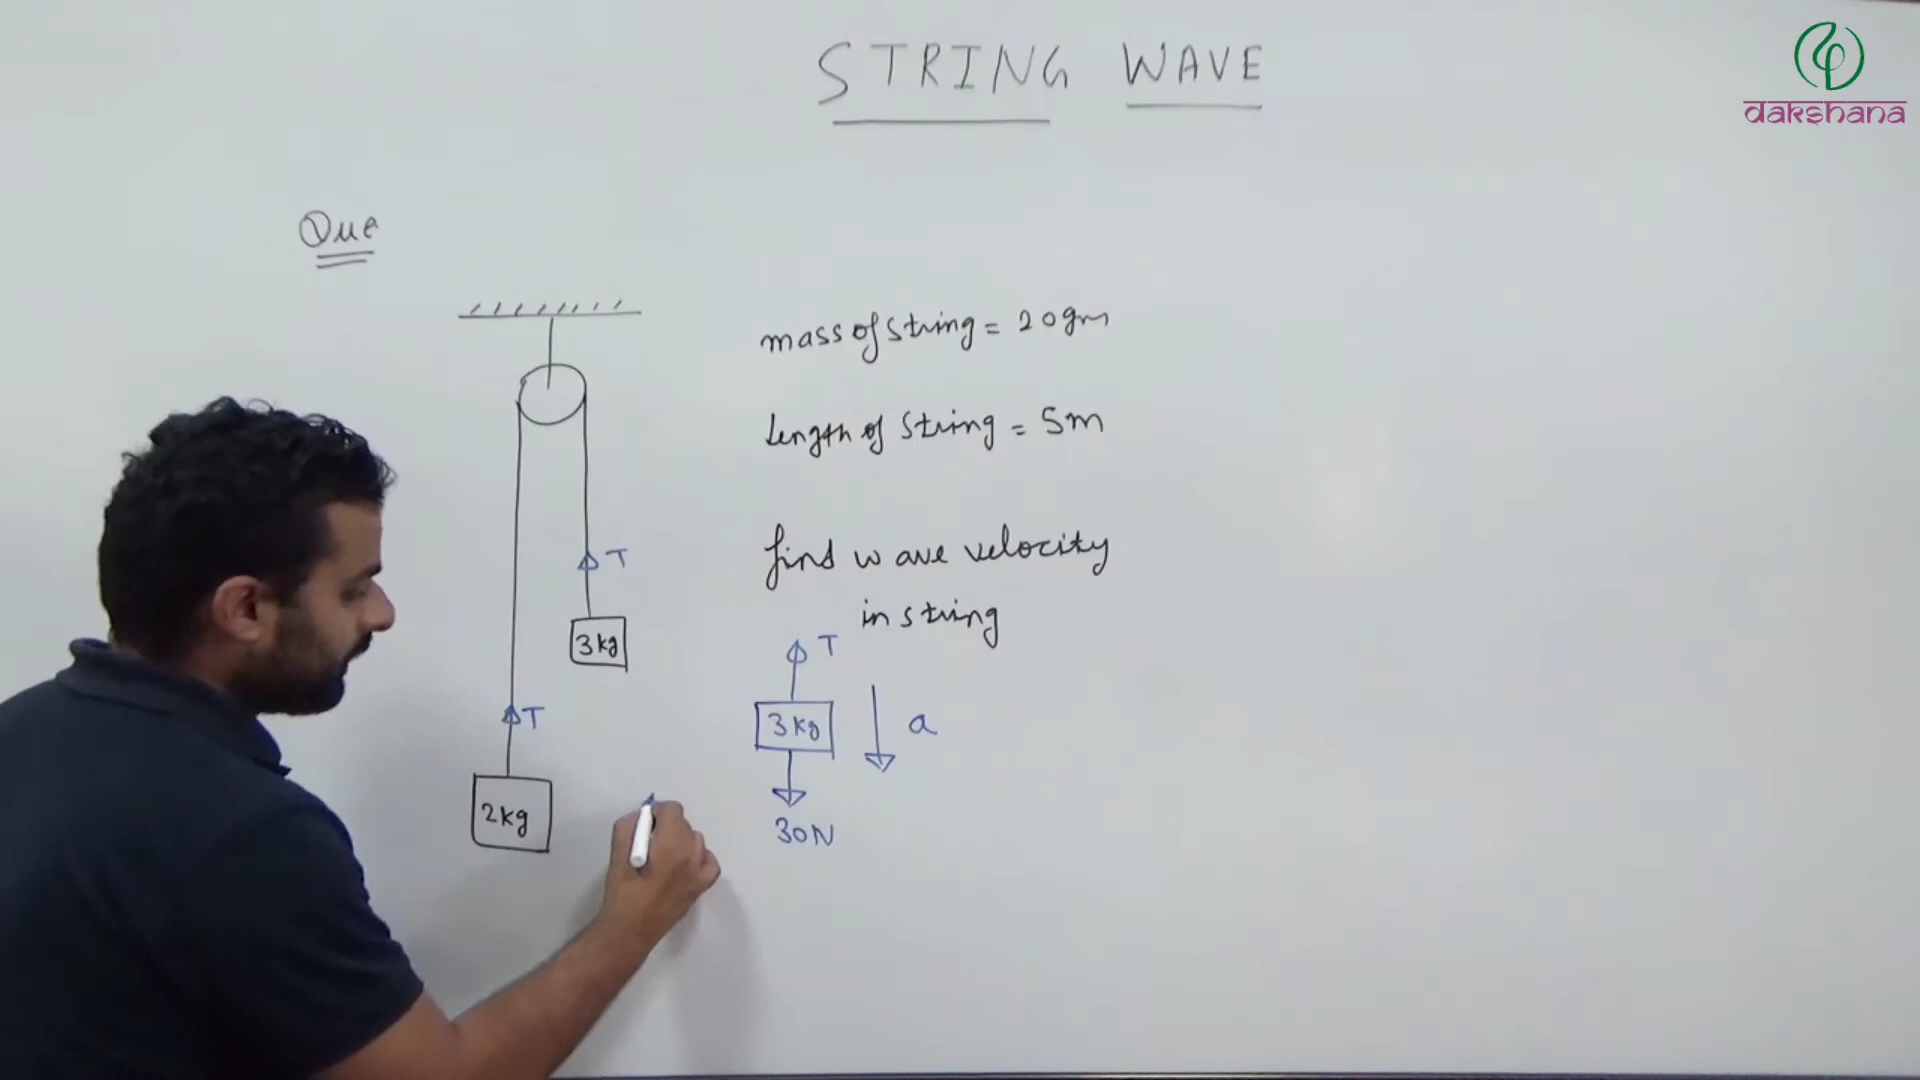 STRING WAVE
dakshana
Que
mass of string = 20gm
length of string = 5m
find wave velocity
in string
T
3kg
T
2kg
T
3kg
a
30N